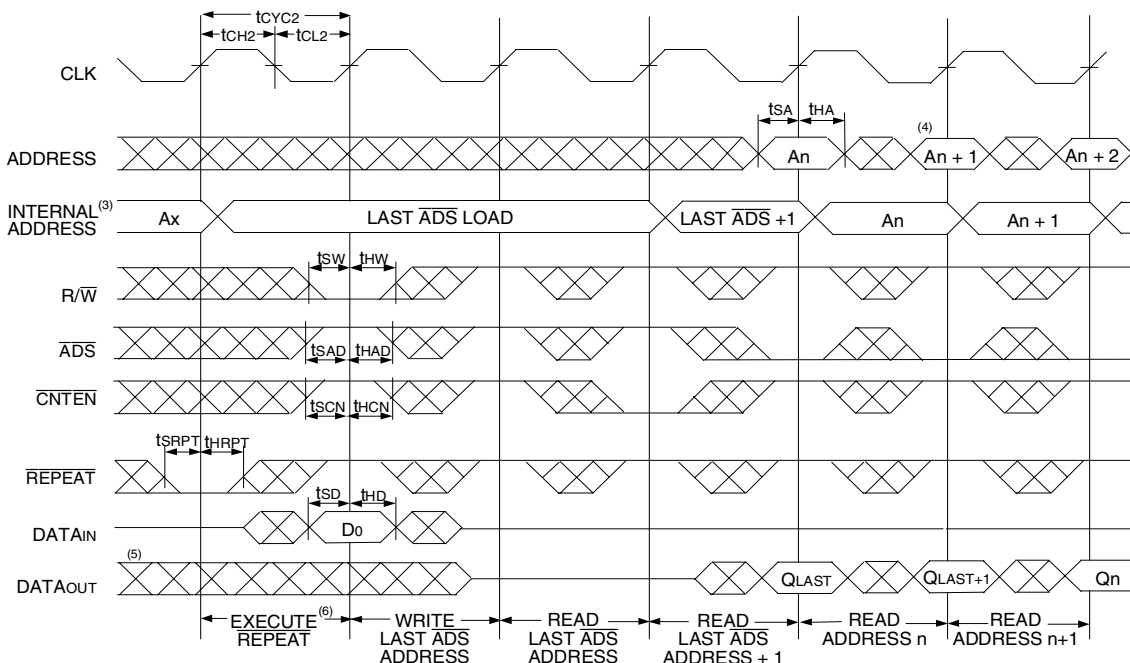 tCYC2
tCH2 tCL2
CLK
tSA tHA
(4)
ADDRESS An An + 1 An + 2
INTERNAL (3)
ADDRESS Ax LAST ADS LOAD LAST ADS +1 An An + 1
tSW tHW
R/W
ADS
tSAD tHAD
CNTEN
tSCN tHCN
tSRPT tHRPT
REPEAT
tSD tHD
DATAIN D0
(5)
DATAOUT QLAST QLAST+1 Qn
EXECUTE (6)
REPEAT
WRITE
LAST ADS
ADDRESS
READ
LAST ADS
ADDRESS
READ
LAST ADS
ADDRESS + 1
READ
ADDRESS n
READ
ADDRESS n+1